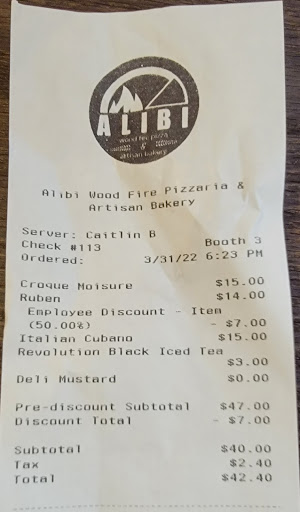 ALIBI
wood fire pizza
&
artisan bakery
Alibi Wood Fire Pizzaria &
Artisan Bakery
Server: Caitlin B
Check #113 Booth 3
Ordered: 3/31/22 6:23 PM
Croque Moisure $15.00
Ruben $14.00
Employee Discount - Item
(50.00%) - $7.00
Italian Cubano $15.00
Revolution Black Iced Tea
$3.00
Deli Mustard $0.00
Pre-discount Subtotal $47.00
Discount Total - $7.00
Subtotal $40.00
Tax $2.40
Total $42.40